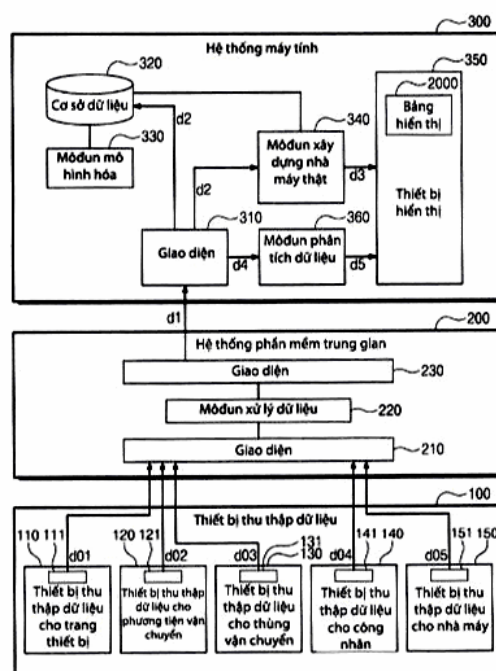 300
Hệ thống máy tính
320
350
Cơ sở dữ liệu
2000
Bảng
hiển thị
d2
340
330
Môđun mô
hình hóa
Môđun xây
dựng nhà
máy thật
d2
d3
Thiết bị
hiển thị
310
360
Giao diện
Môđun phân
tích dữ liệu
d4
d5
d1
200
Hệ thống phần mềm trung gian
Giao diện
230
Môđun xử lý dữ liệu
220
Giao diện
210
100
Thiết bị thu thập dữ liệu
110
111
120
121
131
130
141
140
151
150
d01
d02
d03
d04
d05
Thiết bị thu
thập dữ liệu
cho trang
thiết bị
Thiết bị thu thập
dữ liệu cho
phương tiện vận
chuyển
Thiết bị thu
thập dữ liệu
cho thùng
vận chuyển
Thiết bị thu
thập dữ liệu
cho công
nhân
Thiết bị thu
thập dữ liệu
cho nhà máy